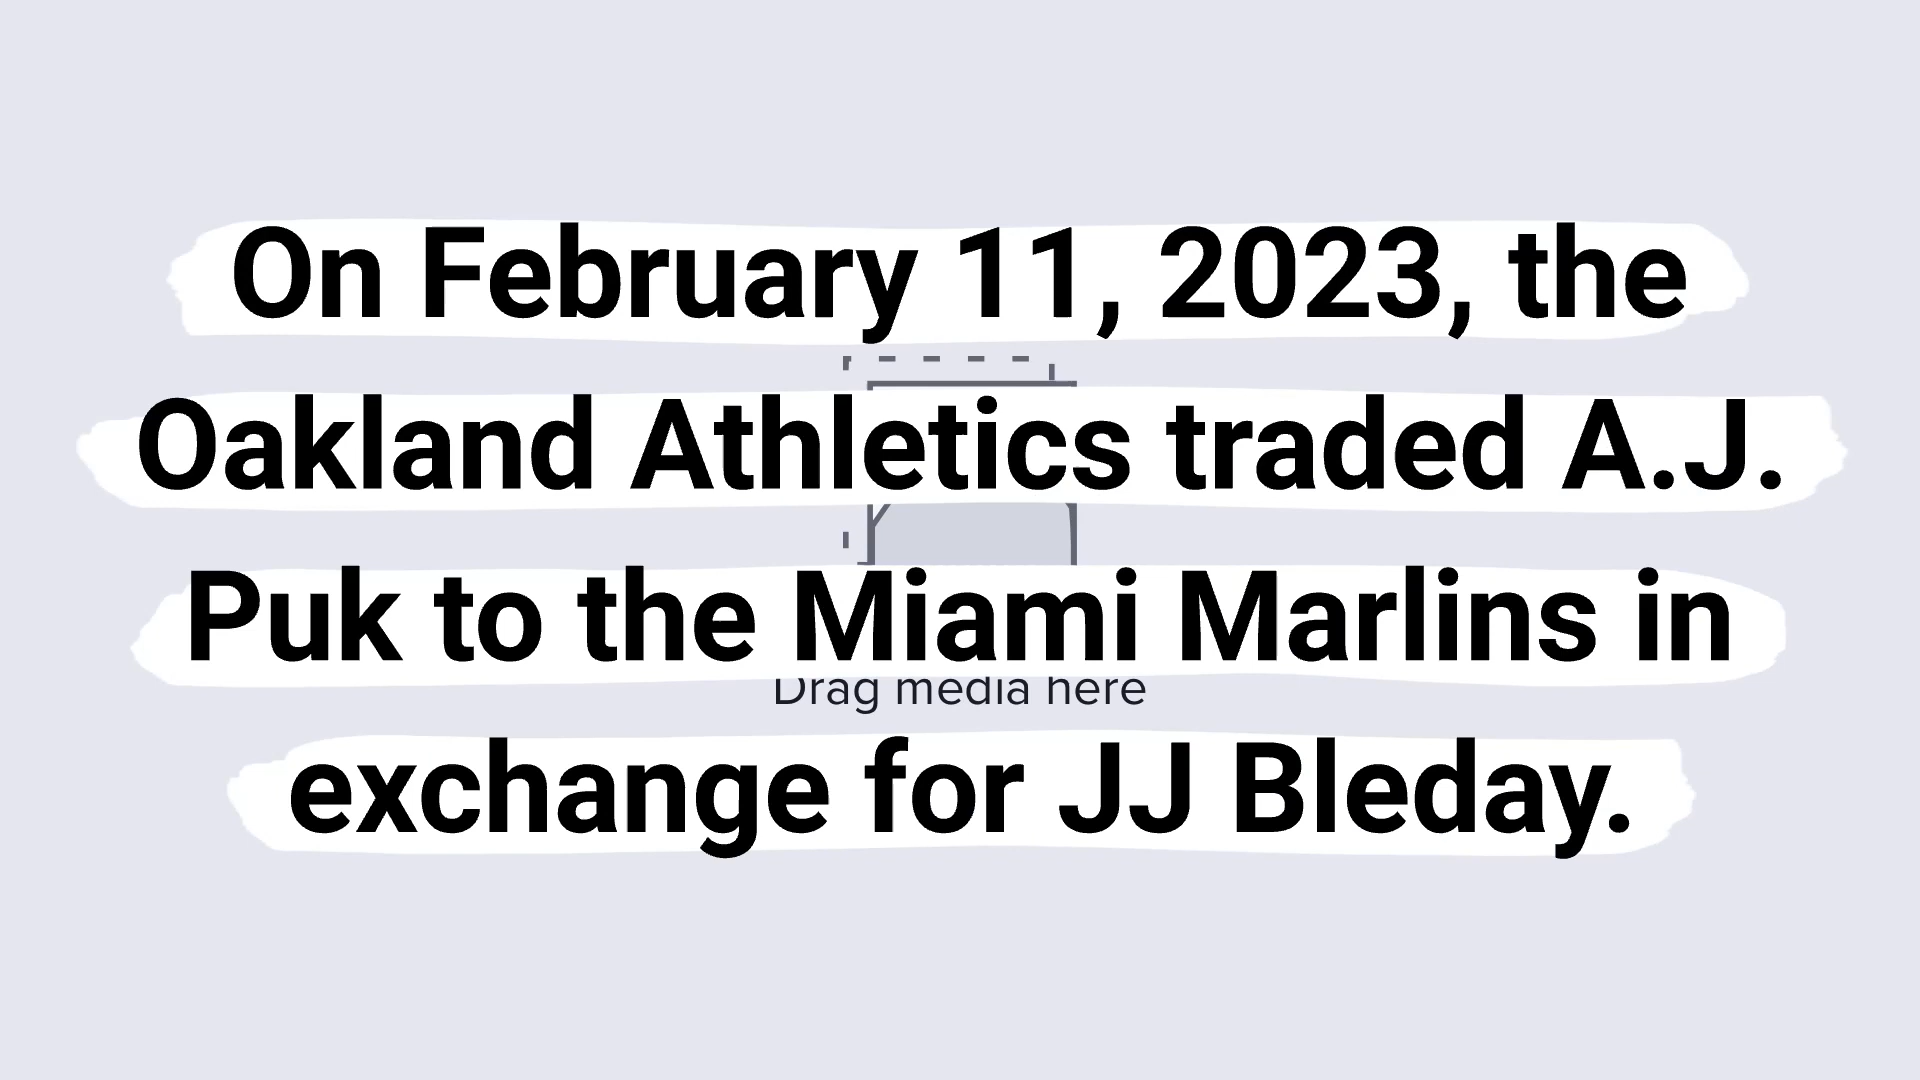 On February 11, 2023, the
Oakland Athletics traded A.J.
Puk to the Miami Marlins in
Drag media here
exchange for JJ Bleday.